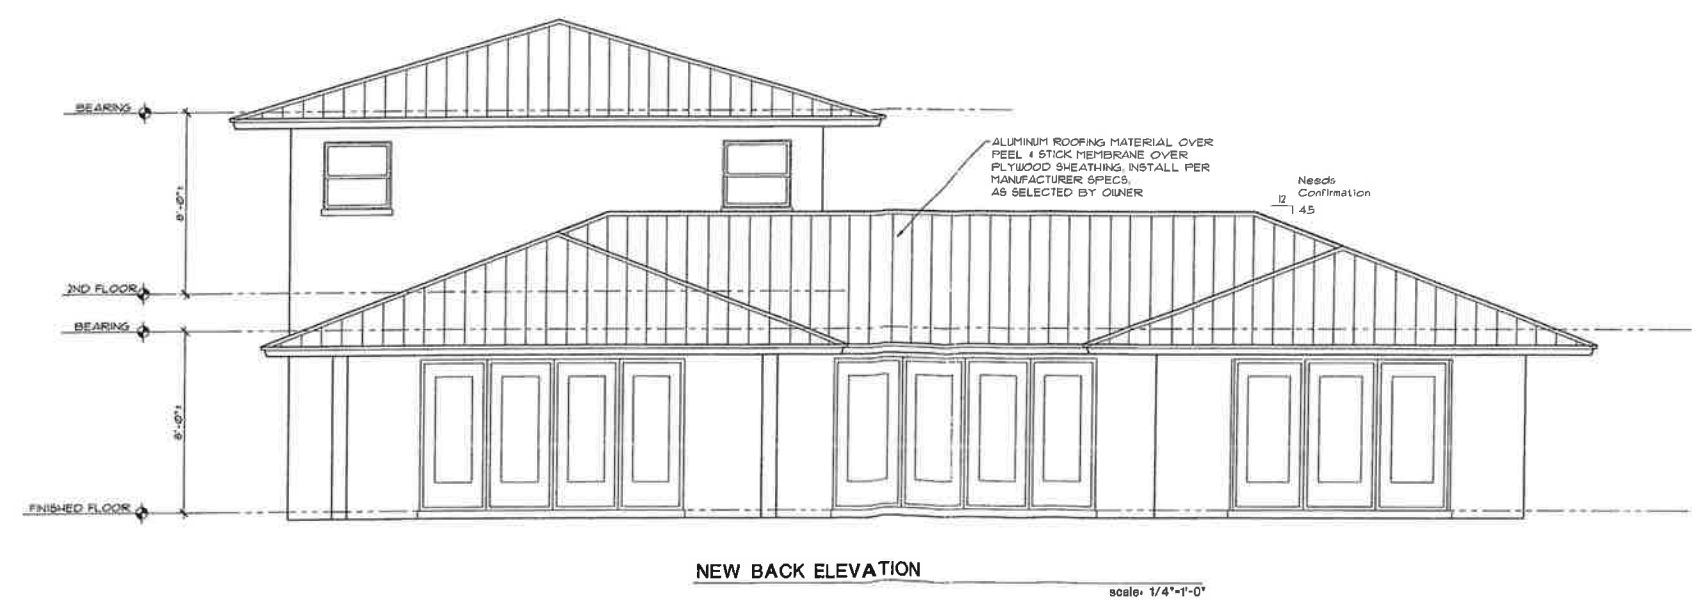 BEARING
8'-0"±
2ND FLOOR
BEARING
8'-0"±
FINISHED FLOOR
ALUMINUM ROOFING MATERIAL OVER
PEEL & STICK MEMBRANE OVER
PLYWOOD SHEATHING, INSTALL PER
MANUFACTURER SPECS,
AS SELECTED BY OWNER
Needs
Confirmation
12
4.5
NEW BACK ELEVATION
scale: 1/4"=1'-0"